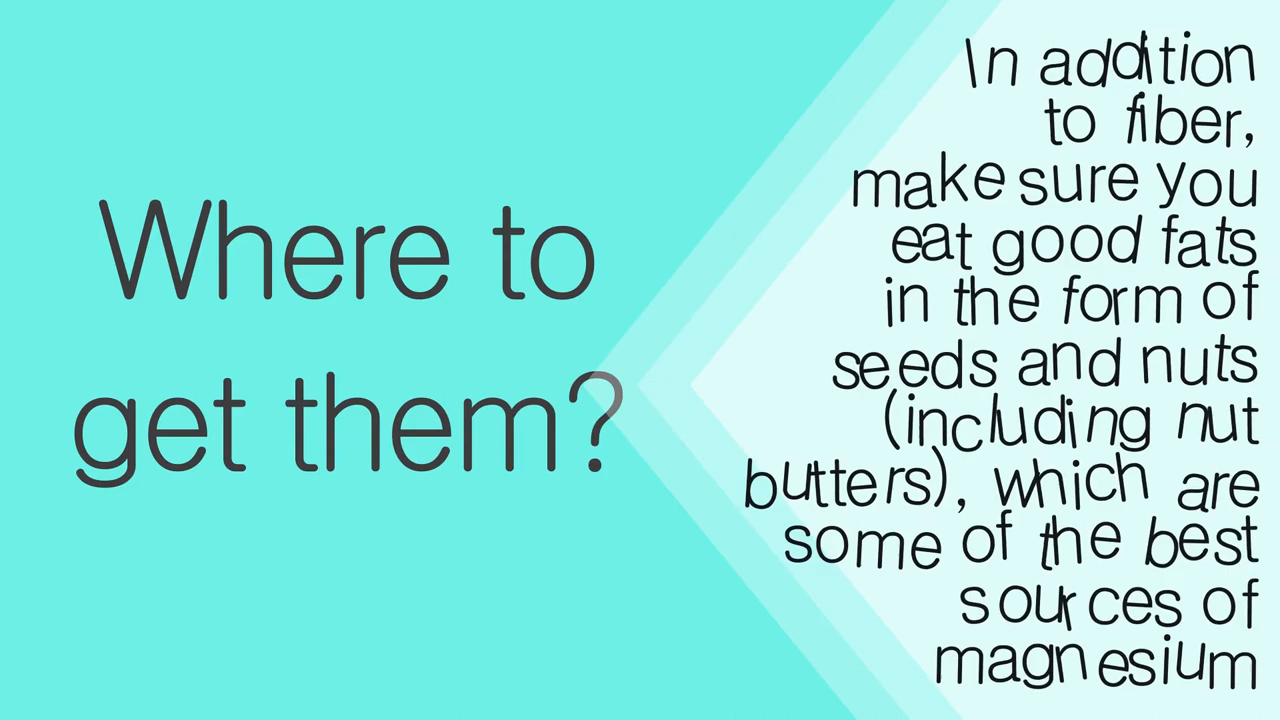 Where to
get them?
In addition
to fiber,
make sure you
eat good fats
in the form of
seeds and nuts
(including nut
butters), which are
some of the best
sources of
magnesium